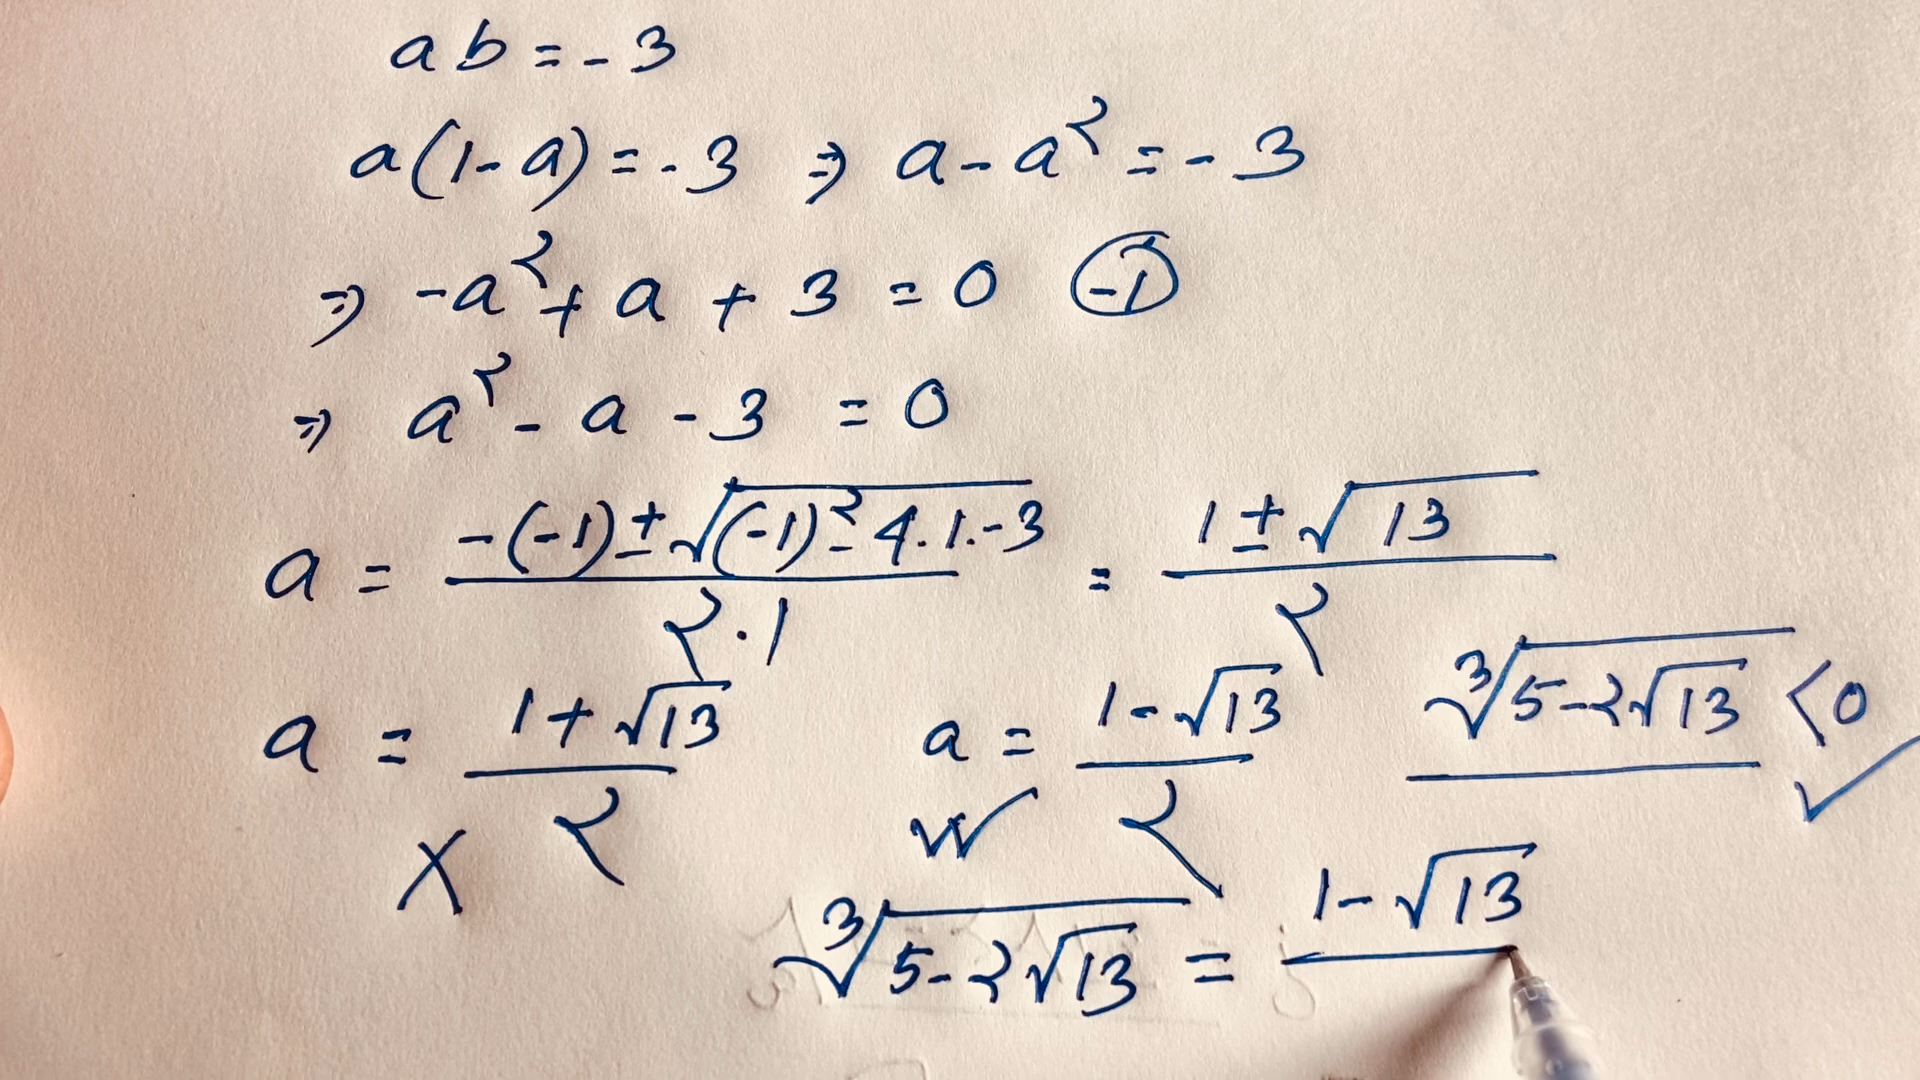 ab = -3
a(1-a) = -3 ⇒ a - a² = -3
⇒ -a² + a + 3 = 0 (-1)
⇒ a² - a - 3 = 0
a = (-(-1) ± √((-1)² - 4.1.-3))/(2·1) = (1 ± √13)/2
a = (1 + √13)/2 a = (1 - √13)/2 ∛(5 - 2√13) < 0 ✓
X ✓
∛(5 - 2√13) = 1 - √13